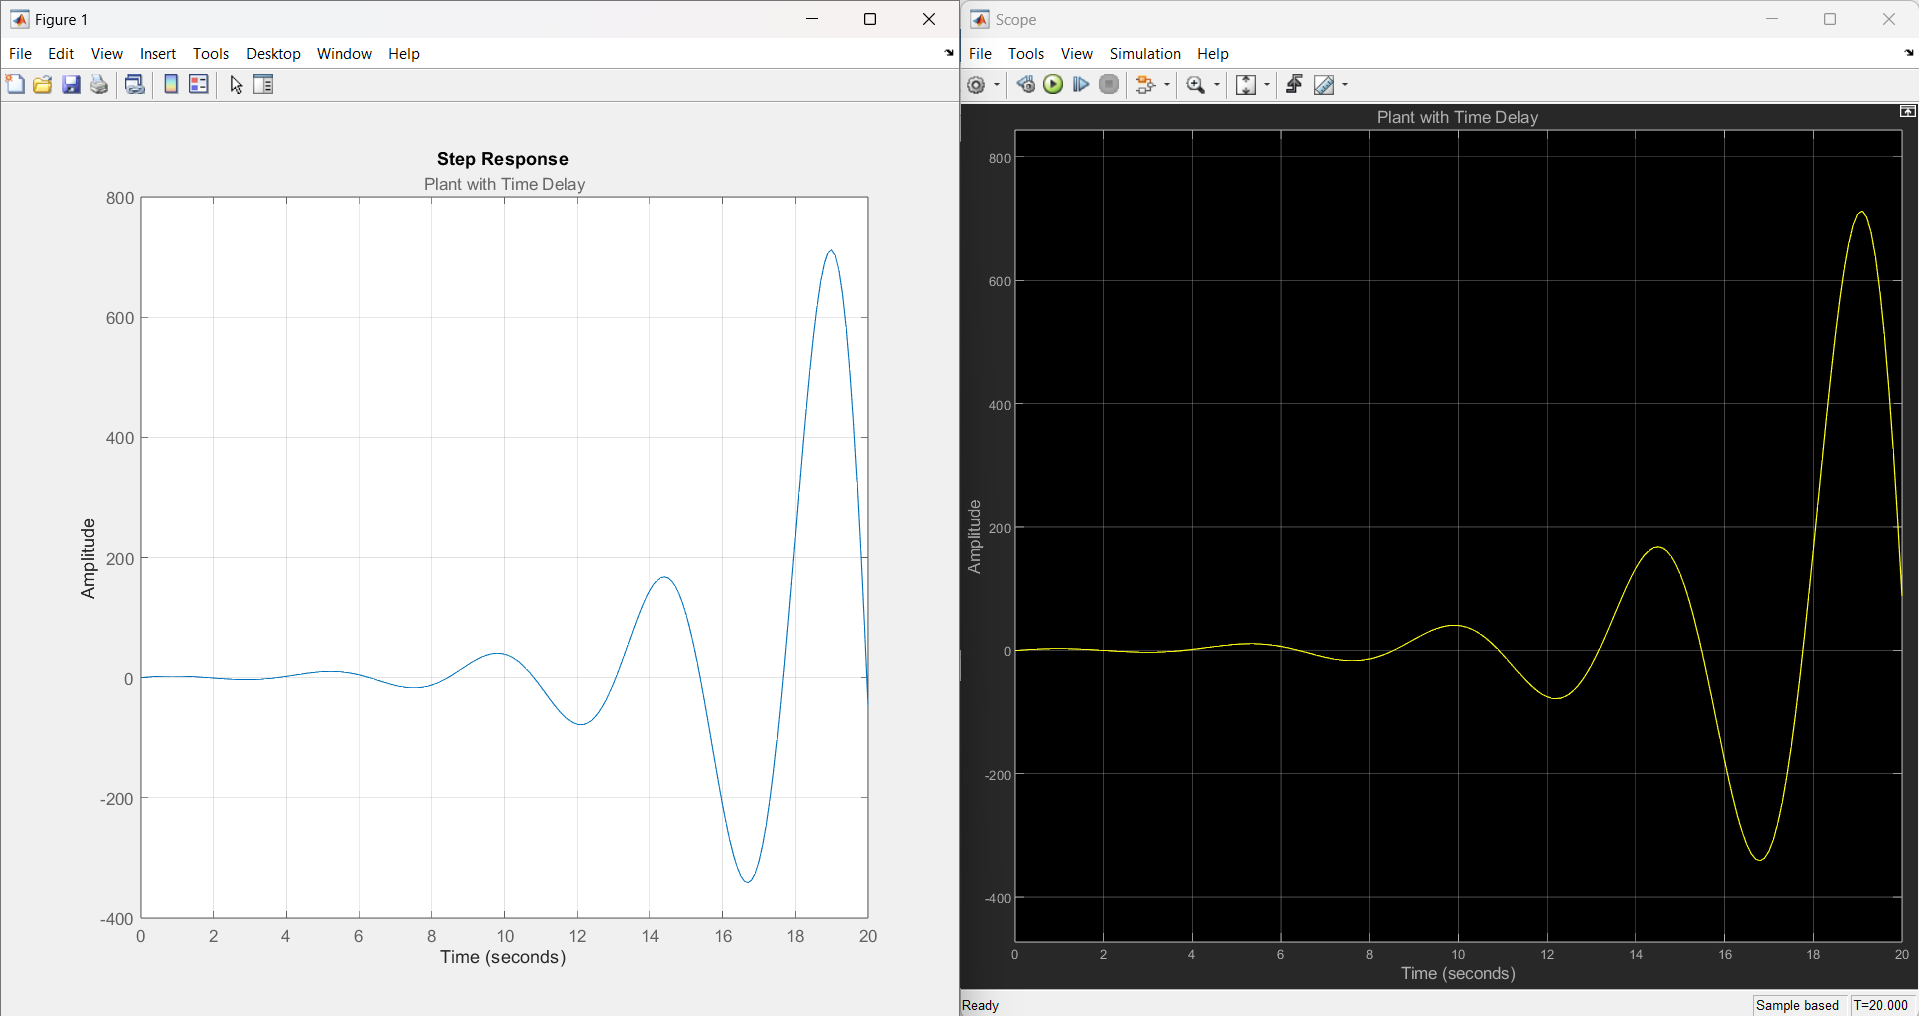 Figure 1
File Edit View Insert Tools Desktop Window Help
Step Response
Plant with Time Delay
800
600
400
200
0
-200
-400
Amplitude
0 2 4 6 8 10 12 14 16 18 20
Time (seconds)
Scope
File Tools View Simulation Help
Plant with Time Delay
800
600
400
200
0
-200
-400
Amplitude
0 2 4 6 8 10 12 14 16 18 20
Time (seconds)
Ready Sample based T=20.000